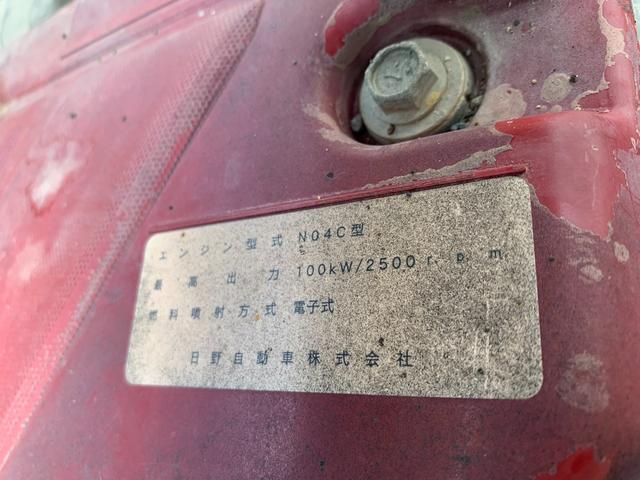 エンジン型式 N04C型
最高出力 100kW/2500 r p m
燃料噴射方式 電子式
日野自動車株式会社